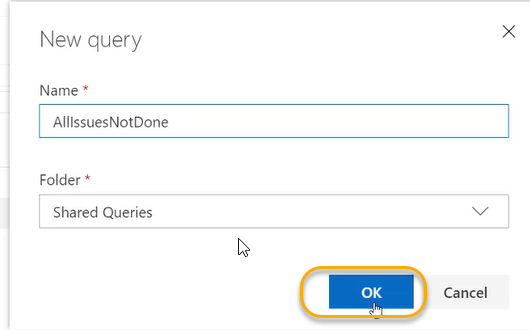 New query
Name *
AllIssuesNotDone
Folder *
Shared Queries
OK
Cancel